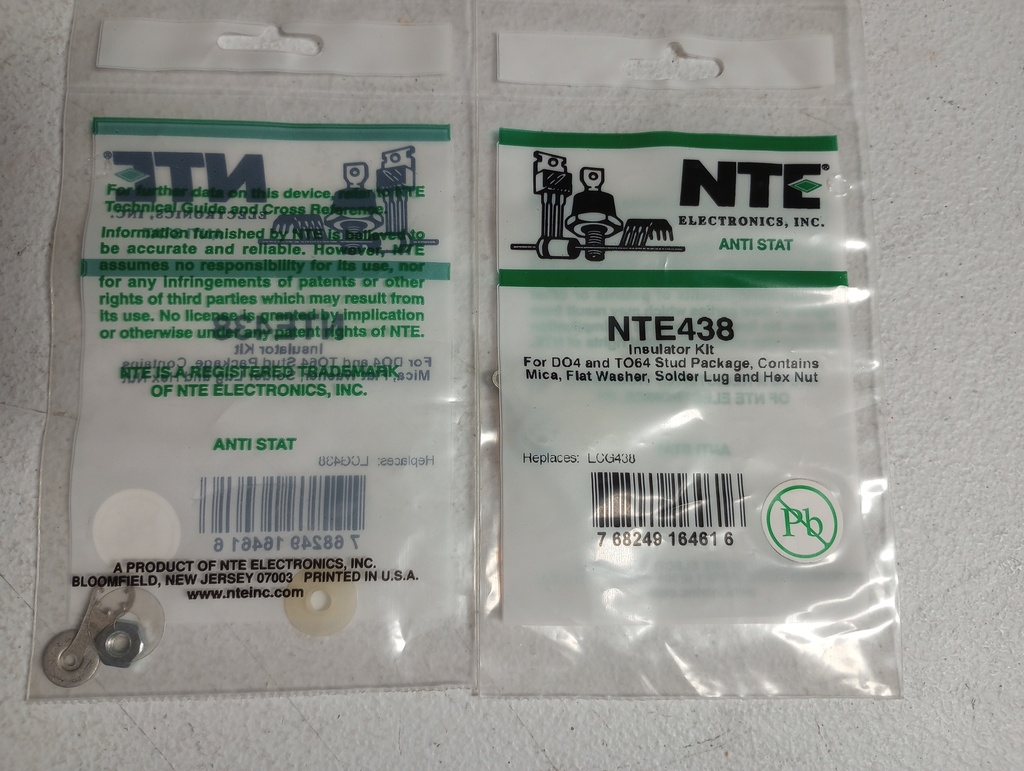 For further data on this device, refer to NTE
Technical Guide and Cross Reference.
Information furnished by NTE is believed to
be accurate and reliable. However, NTE
assumes no responsibility for its use, nor
for any infringements of patents or other
rights of third parties which may result from
its use. No license is granted by implication
or otherwise under any patent rights of NTE.
NTE IS A REGISTERED TRADEMARK
OF NTE ELECTRONICS, INC.
ANTI STAT
A PRODUCT OF NTE ELECTRONICS, INC.
BLOOMFIELD, NEW JERSEY 07003 PRINTED IN U.S.A.
www.nteinc.com
NTE®
ELECTRONICS, INC.
ANTI STAT
NTE438
Insulator Kit
For DO4 and TO64 Stud Package, Contains
Mica, Flat Washer, Solder Lug and Hex Nut
Replaces: LCG438
7 68249 16461 6
Pb